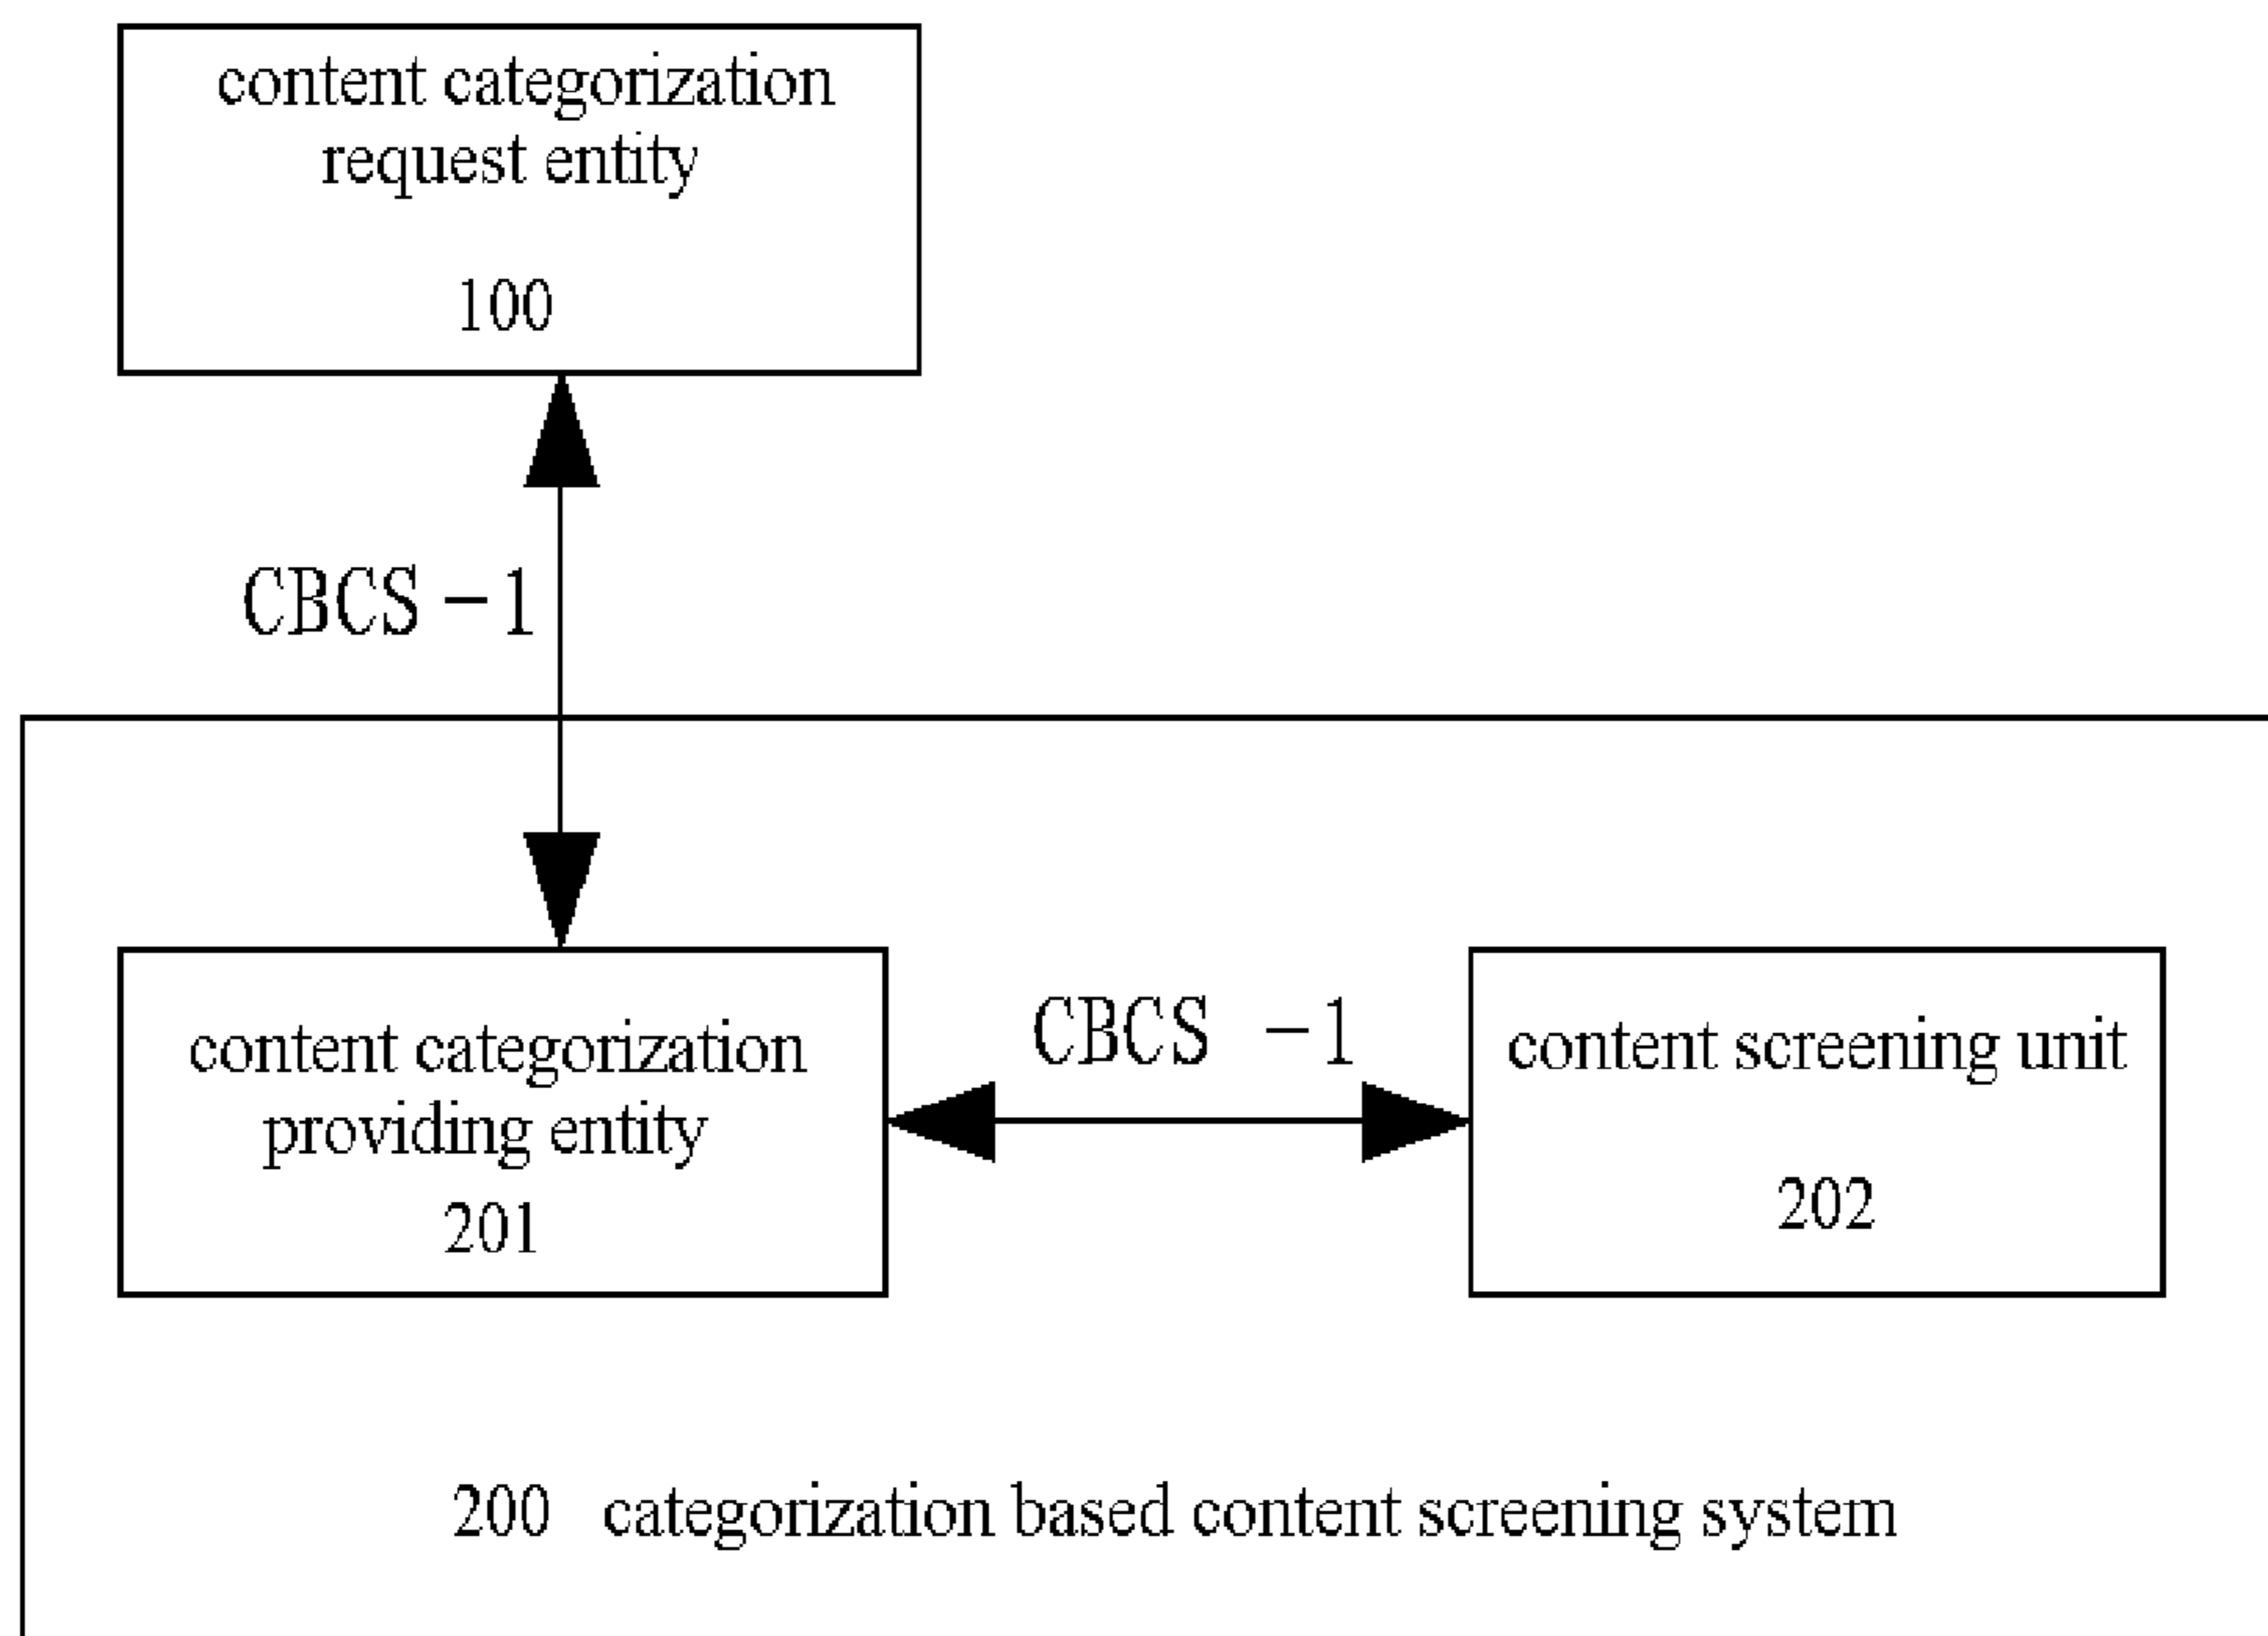 content categorization
request entity
100
CBCS -1
content categorization
providing entity
201
CBCS -1
content screening unit
202
200 categorization based content screening system